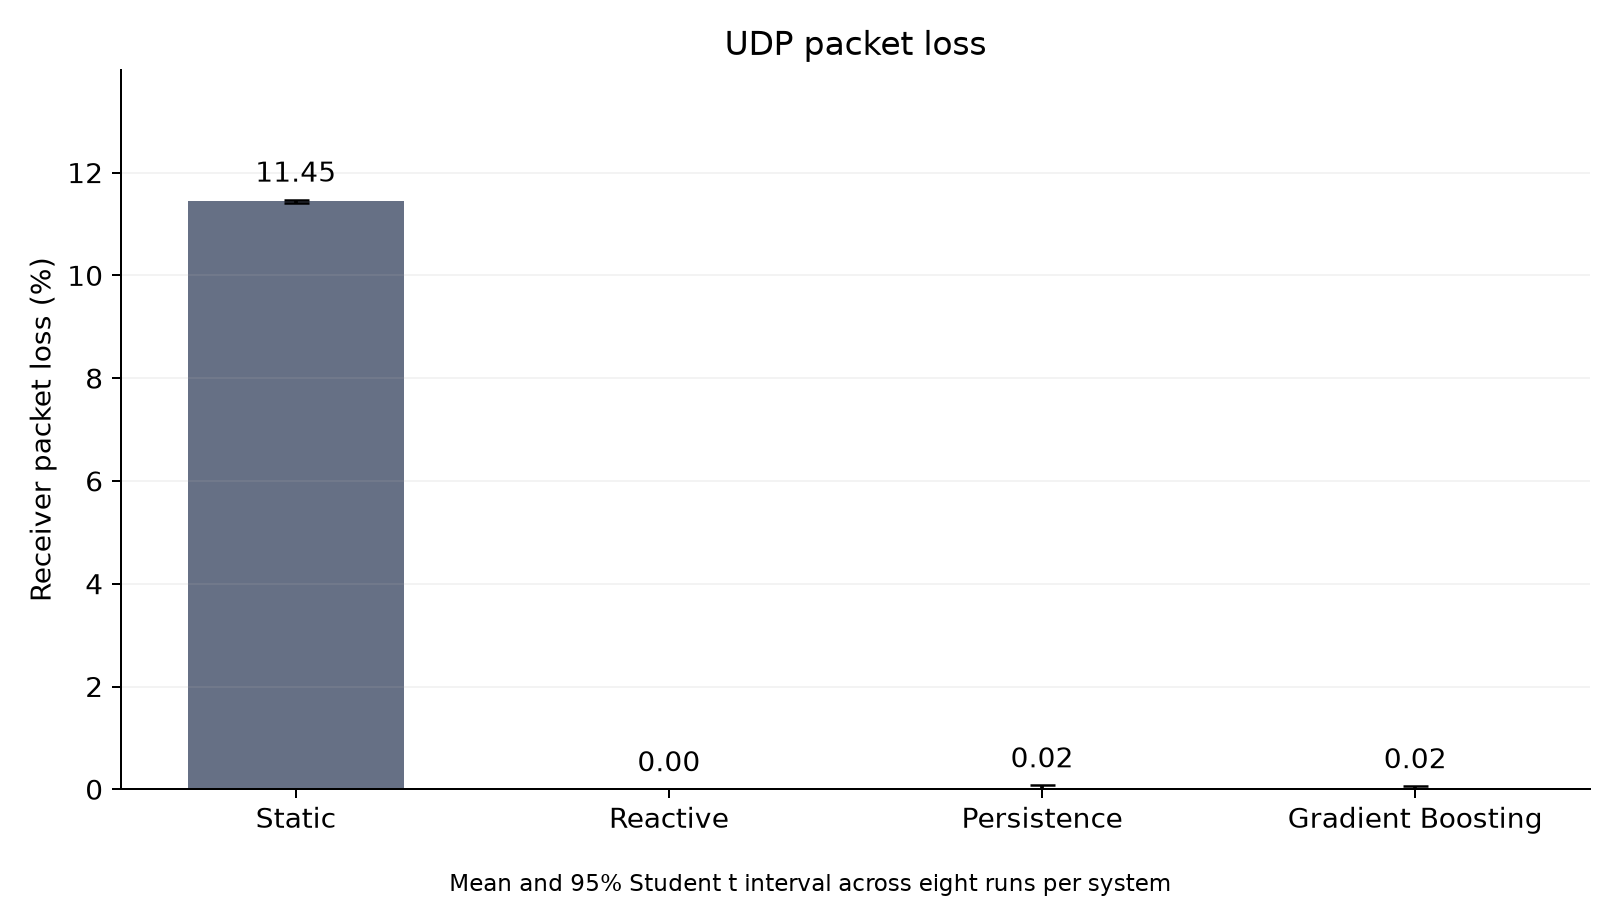 UDP packet loss
Receiver packet loss (%)
12
10
8
6
4
2
0
11.45
0.00
0.02
0.02
Static
Reactive
Persistence
Gradient Boosting
Mean and 95% Student t interval across eight runs per system